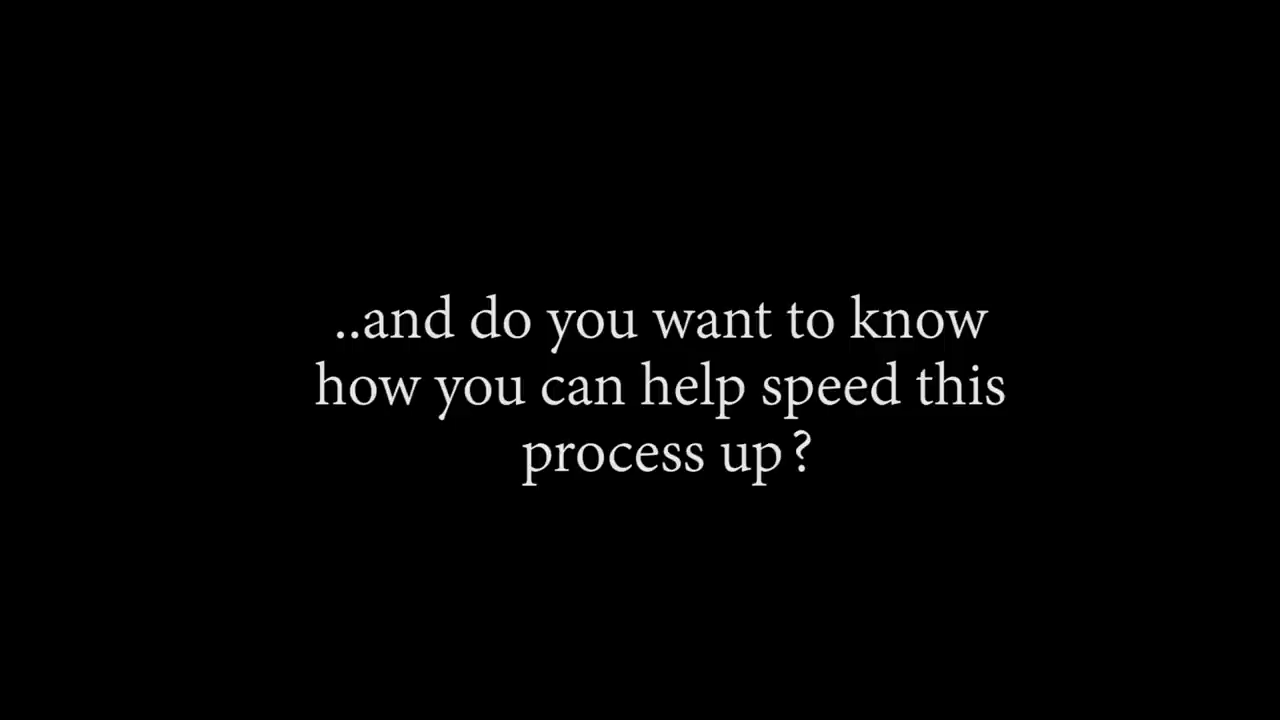 ..and do you want to know
how you can help speed this
process up?